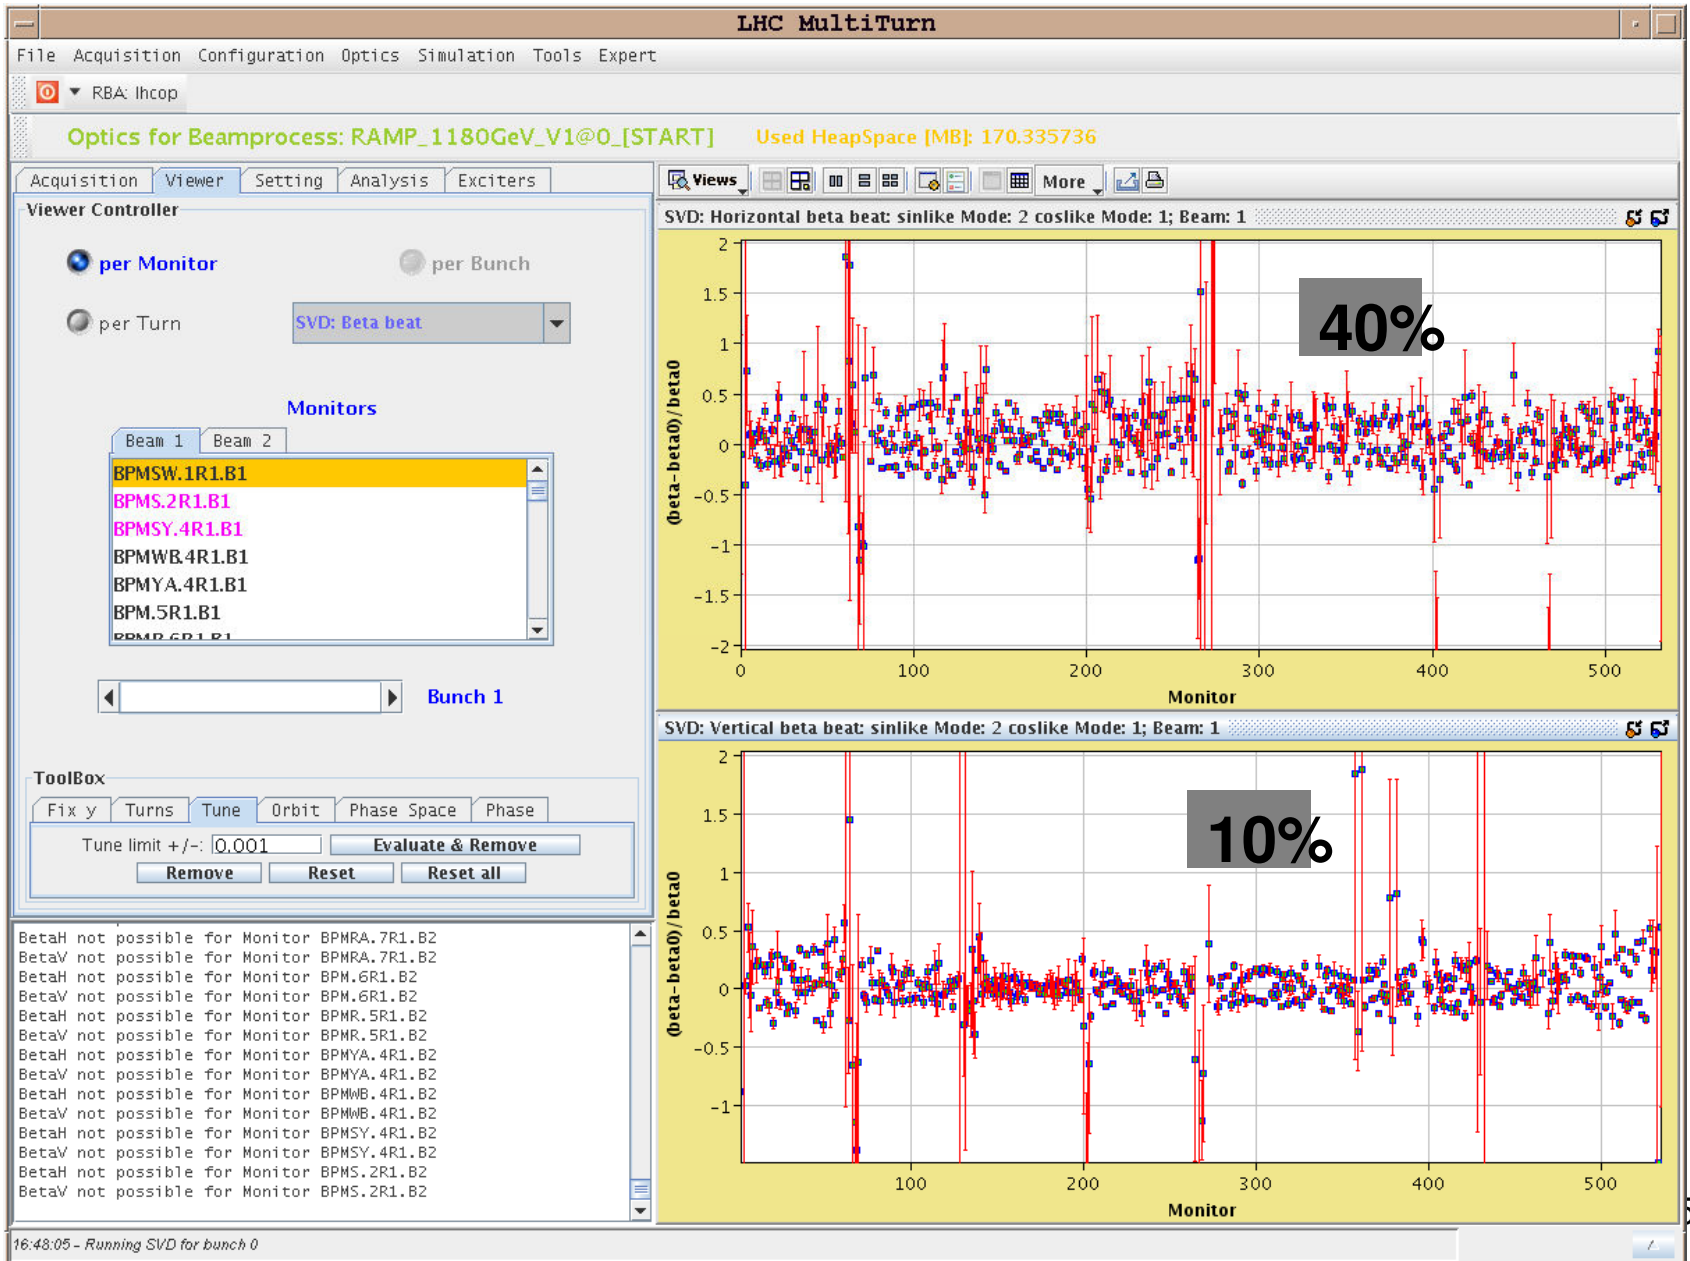 LHC MultiTurn
File Acquisition Configuration Optics Simulation Tools Expert
RBA: lhcop
Optics for Beamprocess: RAMP_1180GeV_V1@0_[START] Used HeapSpace [MB]: 170.335736
Acquisition Viewer Setting Analysis Exciters
Viewer Controller
per Monitor per Bunch
per Turn SVD: Beta beat
Monitors
Beam 1 Beam 2
BPMSW.1R1.B1
BPMS.2R1.B1
BPMSY.4R1.B1
BPMWB.4R1.B1
BPMYA.4R1.B1
BPM.5R1.B1
BPMR.6R1.B1
Bunch 1
ToolBox
Fix y Turns Tune Orbit Phase Space Phase
Tune limit +/-: 0.001 Evaluate & Remove
Remove Reset Reset all
BetaH not possible for Monitor BPMRA.7R1.B2
BetaV not possible for Monitor BPMRA.7R1.B2
BetaH not possible for Monitor BPM.6R1.B2
BetaV not possible for Monitor BPM.6R1.B2
BetaH not possible for Monitor BPMR.5R1.B2
BetaV not possible for Monitor BPMR.5R1.B2
BetaH not possible for Monitor BPMYA.4R1.B2
BetaV not possible for Monitor BPMYA.4R1.B2
BetaH not possible for Monitor BPMWB.4R1.B2
BetaV not possible for Monitor BPMWB.4R1.B2
BetaH not possible for Monitor BPMSY.4R1.B2
BetaV not possible for Monitor BPMSY.4R1.B2
BetaH not possible for Monitor BPMS.2R1.B2
BetaV not possible for Monitor BPMS.2R1.B2
16:48:05 - Running SVD for bunch 0
Views More
SVD: Horizontal beta beat: sinlike Mode: 2 coslike Mode: 1; Beam: 1
40%
(beta-beta0)/beta0
2
1.5
1
0.5
0
-0.5
-1
-1.5
-2
0 100 200 300 400 500
Monitor
SVD: Vertical beta beat: sinlike Mode: 2 coslike Mode: 1; Beam: 1
10%
(beta-beta0)/beta0
2
1.5
1
0.5
0
-0.5
-1
100 200 300 400 500
Monitor